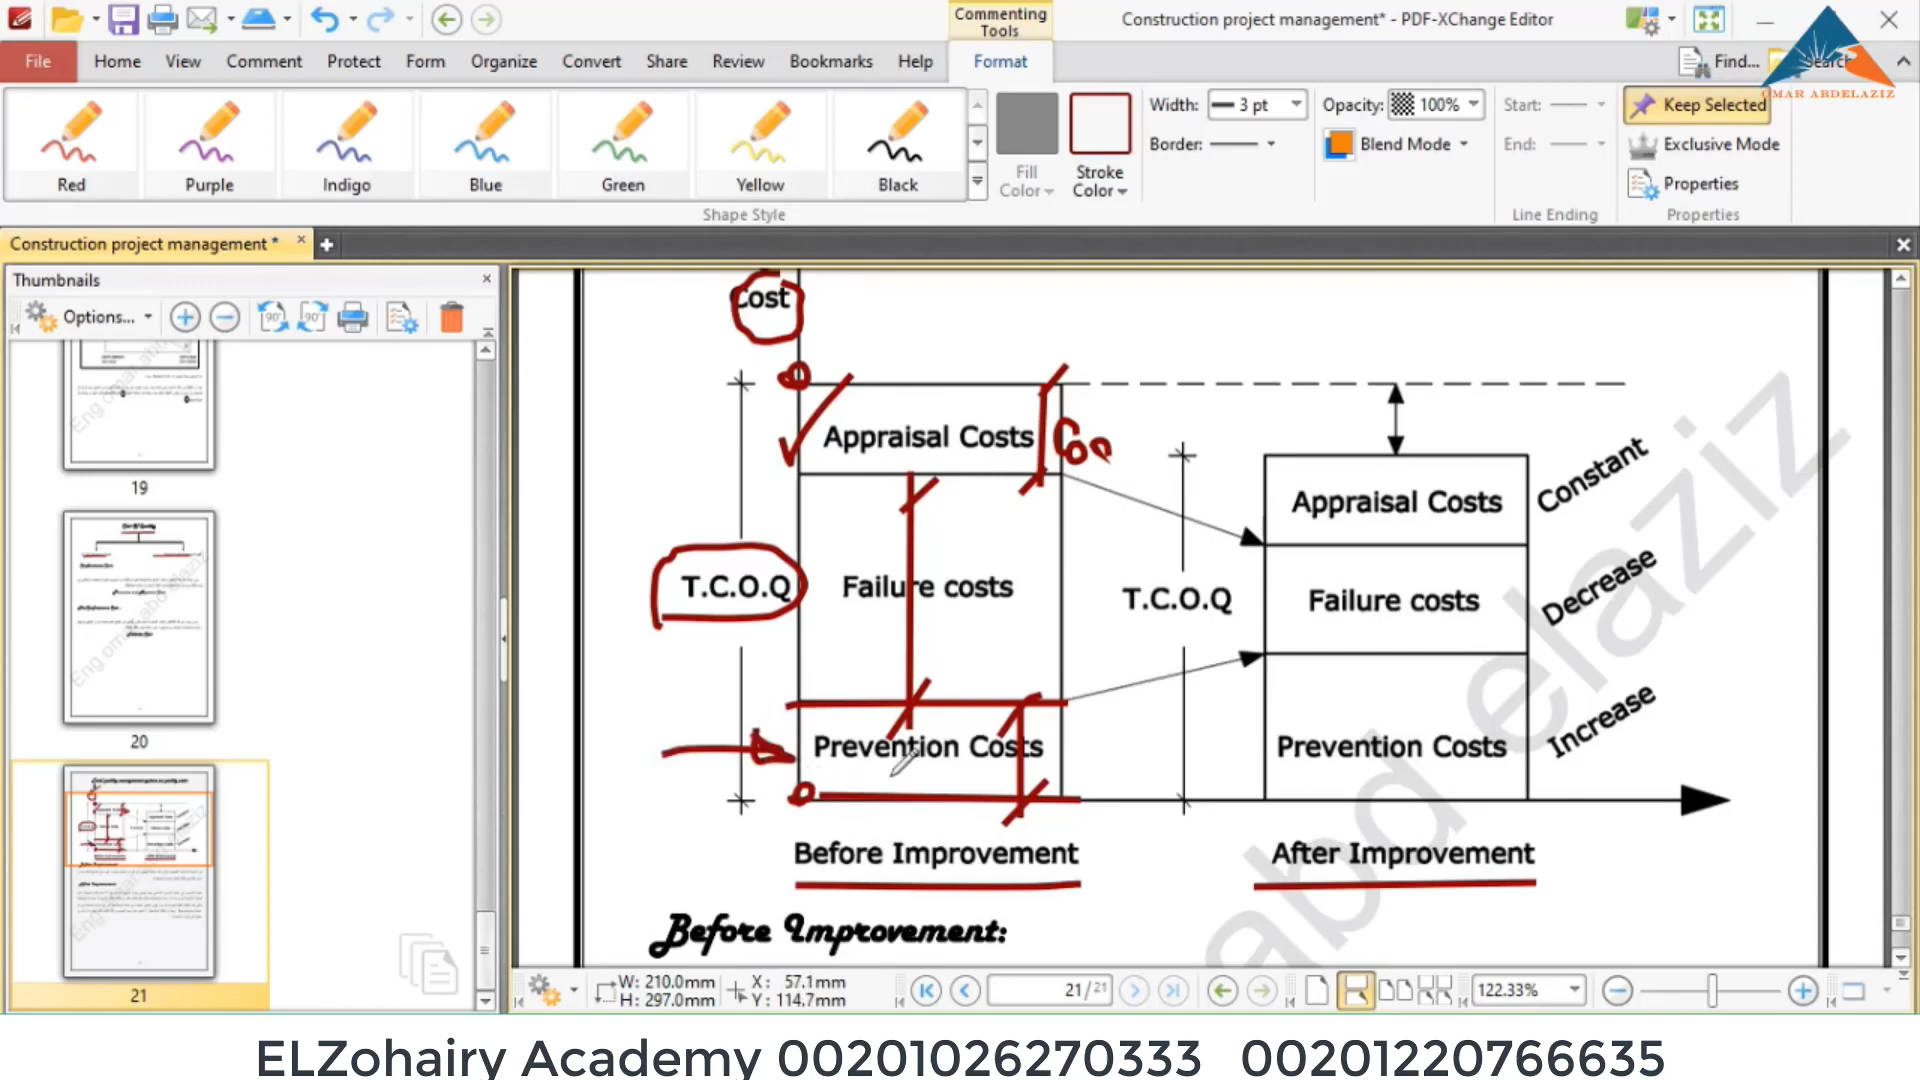 Commenting Tools
Construction project management* - PDF-XChange Editor
File Home View Comment Protect Form Organize Convert Share Review Bookmarks Help Format
Find...
OMAR ABDELAZIZ
Red Purple Indigo Blue Green Yellow Black
Shape Style
Fill Color
Stroke Color
Width: 3 pt
Border:
Opacity: 100%
Blend Mode
Start:
End:
Line Ending
Keep Selected
Exclusive Mode
Properties
Properties
Construction project management *
Thumbnails
Options...
19
20
21
Cost
Appraisal Costs
T.C.O.Q
Failure costs
Prevention Costs
Before Improvement
T.C.O.Q
Appraisal Costs
Constant
Failure costs
Decrease
Prevention Costs
Increase
After Improvement
abd elaziz
Before Improvement:
W: 210.0mm
H: 297.0mm
X: 57.1mm
Y: 114.7mm
21 / 21
122.33%
ELZohairy Academy 00201026270333 00201220766635